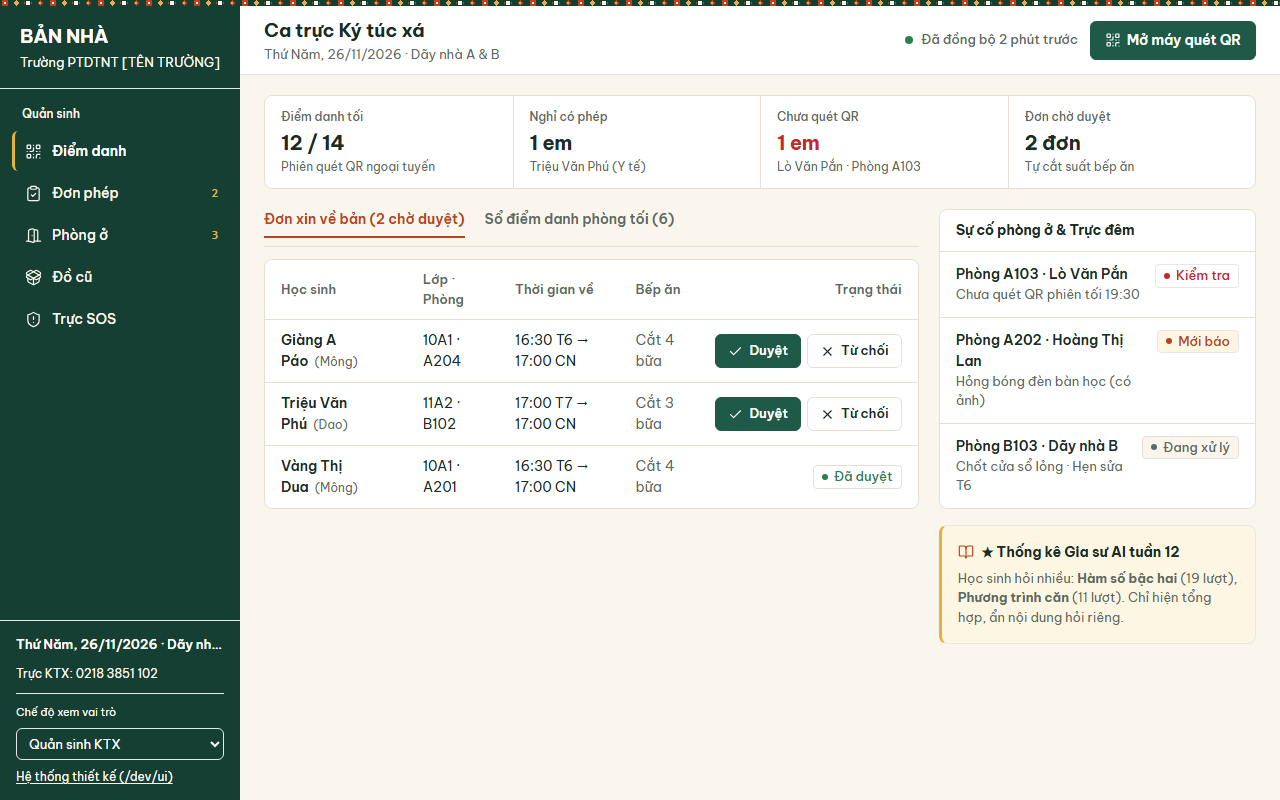 BẢN NHÀ
Trường PTDTNT [TÊN TRƯỜNG]
Quản sinh
Điểm danh
Đơn phép 2
Phòng ở 3
Đồ cũ
Trực SOS
Thứ Năm, 26/11/2026 · Dãy nh...
Trực KTX: 0218 3851 102
Chế độ xem vai trò
Quản sinh KTX
Hệ thống thiết kế (/dev/ui)
Ca trực Ký túc xá
Thứ Năm, 26/11/2026 · Dãy nhà A & B
Đã đồng bộ 2 phút trước
Mở máy quét QR
Điểm danh tối
12 / 14
Phiên quét QR ngoại tuyến
Nghỉ có phép
1 em
Triệu Văn Phú (Y tế)
Chưa quét QR
1 em
Lò Văn Pắn · Phòng A103
Đơn chờ duyệt
2 đơn
Tự cắt suất bếp ăn
Đơn xin về bản (2 chờ duyệt)
Sổ điểm danh phòng tối (6)
Học sinh
Lớp ·
Phòng
Thời gian về
Bếp ăn
Trạng thái
Giàng A
Páo (Mông)
10A1 ·
A204
16:30 T6 →
17:00 CN
Cắt 4
bữa
Duyệt
Từ chối
Triệu Văn
Phú (Dao)
11A2 ·
B102
17:00 T7 →
17:00 CN
Cắt 3
bữa
Duyệt
Từ chối
Vàng Thị
Dua (Mông)
10A1 ·
A201
16:30 T6 →
17:00 CN
Cắt 4
bữa
Đã duyệt
Sự cố phòng ở & Trực đêm
Phòng A103 · Lò Văn Pắn
Chưa quét QR phiên tối 19:30
Kiểm tra
Phòng A202 · Hoàng Thị
Lan
Hỏng bóng đèn bàn học (có
ảnh)
Mới báo
Phòng B103 · Dãy nhà B
Chốt cửa sổ lỏng · Hẹn sửa
T6
Đang xử lý
★ Thống kê Gia sư AI tuần 12
Học sinh hỏi nhiều: Hàm số bậc hai (19 lượt),
Phương trình căn (11 lượt). Chỉ hiện tổng
hợp, ẩn nội dung hỏi riêng.